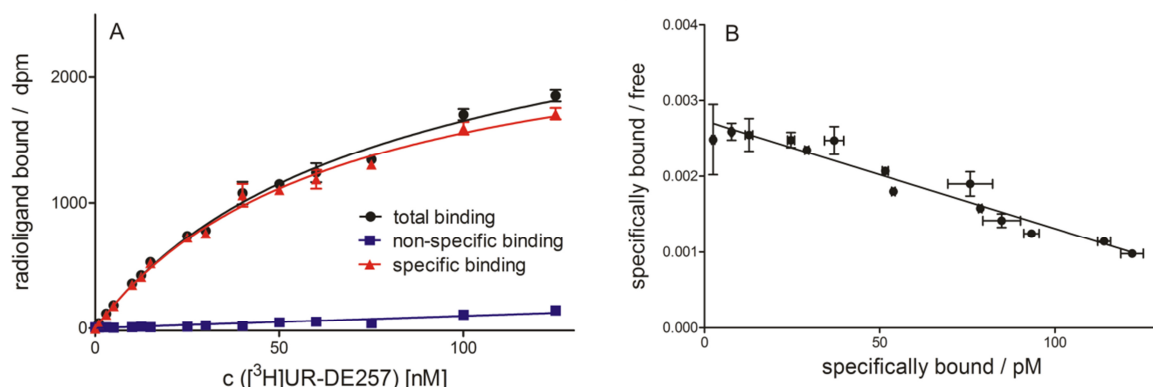 A
radioligand bound / dpm
2000
1000
0
0
50
100
c ([³H]UR-DE257) [nM]
total binding
non-specific binding
specific binding
B
specifically bound / free
0.004
0.003
0.002
0.001
0.000
50
100
specifically bound / pM